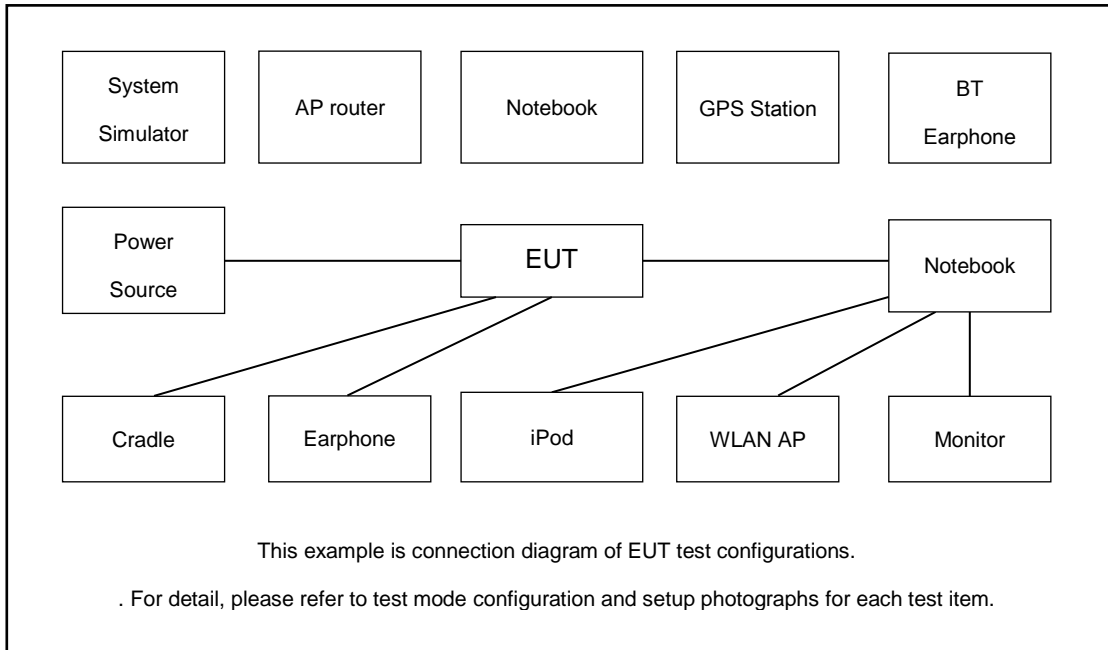 System
Simulator
AP router
Notebook
GPS Station
BT
Earphone
Power
Source
EUT
Notebook
Cradle
Earphone
iPod
WLAN AP
Monitor
This example is connection diagram of EUT test configurations.
. For detail, please refer to test mode configuration and setup photographs for each test item.